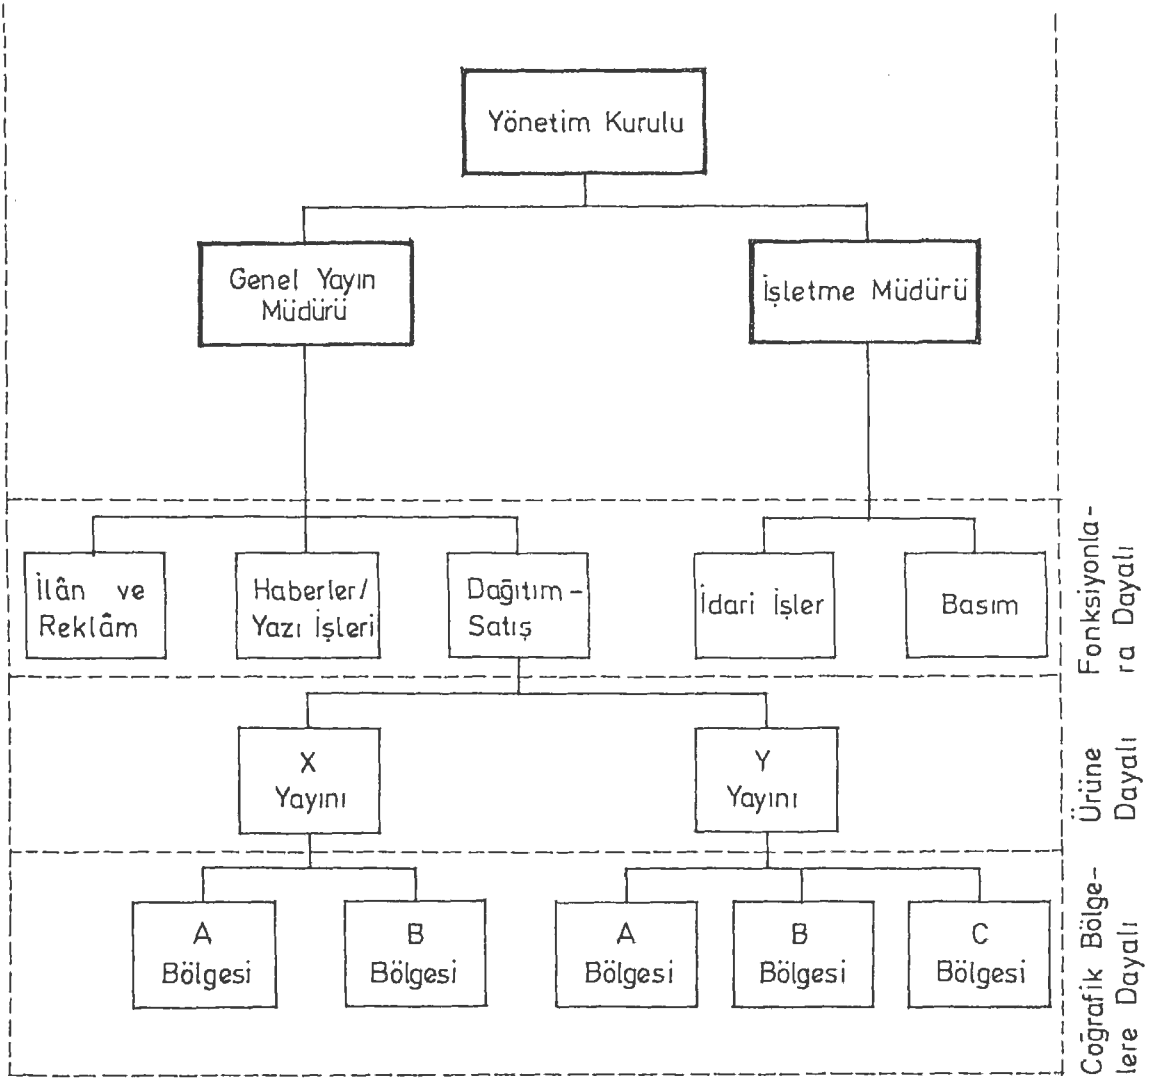 Yönetim Kurulu
Genel Yayın
Müdürü
İşletme Müdürü
İlân ve
Reklâm
Haberler/
Yazı İşleri
Dağıtım-
Satış
İdari İşler
Basım
Fonksiyonla-
ra Dayalı
X
Yayını
Y
Yayını
Ürüne
Dayalı
A
Bölgesi
B
Bölgesi
A
Bölgesi
B
Bölgesi
C
Bölgesi
Coğrafik Bölge-
lere Dayalı